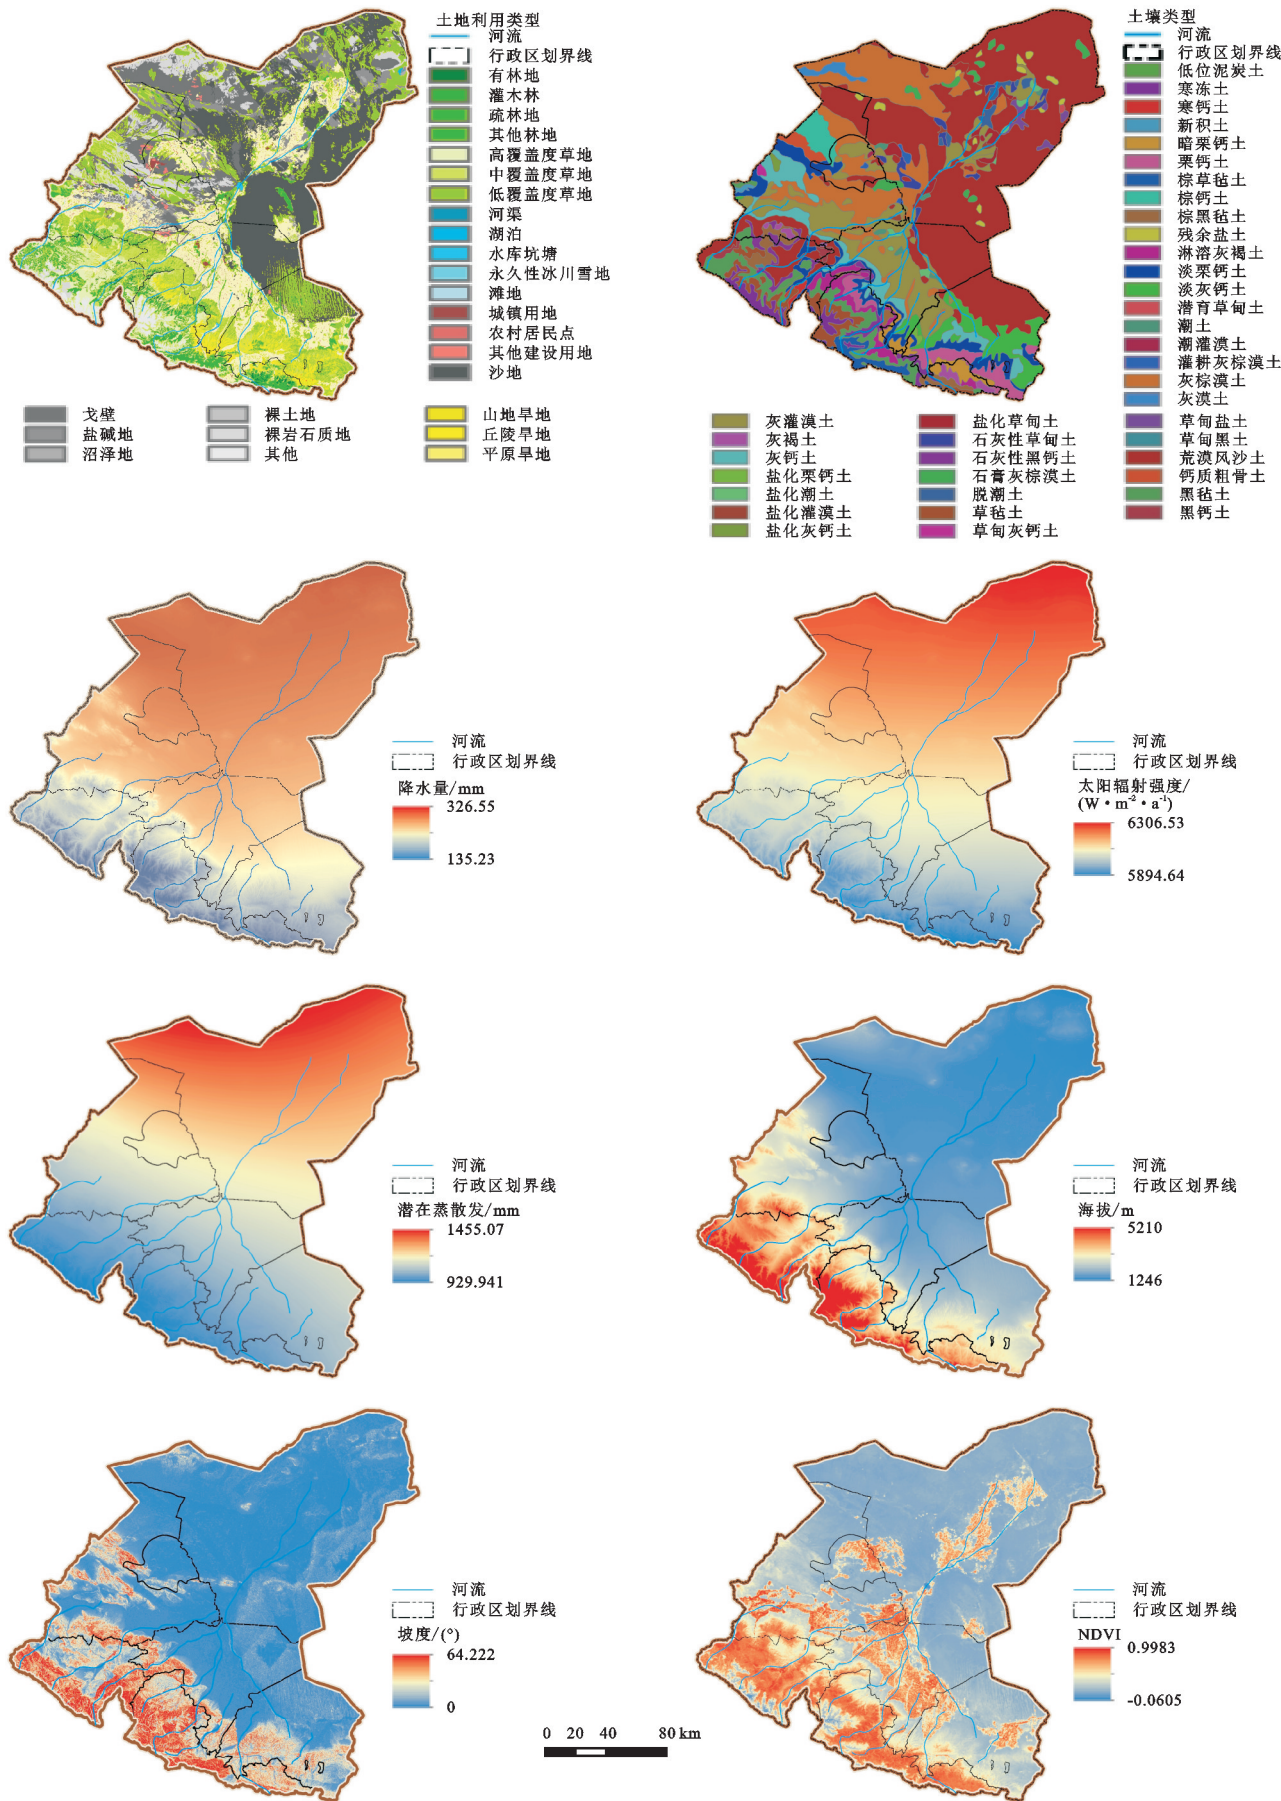 土地利用类型
河流
行政区划界线
有林地
灌木林
疏林地
其他林地
高覆盖度草地
中覆盖度草地
低覆盖度草地
河渠
湖泊
水库坑塘
永久性冰川雪地
滩地
城镇用地
农村居民点
其他建设用地
沙地
戈壁
盐碱地
沼泽地
裸土地
裸岩石质地
其他
山地旱地
丘陵旱地
平原旱地
土壤类型
河流
行政区划界线
低位泥炭土
寒冻土
寒钙土
新积土
暗栗钙土
栗钙土
棕草毡土
棕钙土
棕黑毡土
残余盐土
淋溶灰褐土
淡栗钙土
淡灰钙土
潜育草甸土
潮土
潮灌漠土
灌耕灰棕漠土
灰棕漠土
灰漠土
灰灌漠土
灰褐土
灰钙土
盐化栗钙土
盐化潮土
盐化灌漠土
盐化灰钙土
盐化草甸土
石灰性草甸土
石灰性黑钙土
石膏灰棕漠土
脱潮土
草毡土
草甸灰钙土
草甸盐土
草甸黑土
荒漠风沙土
钙质粗骨土
黑毡土
黑钙土
河流
行政区划界线
降水量/mm
326.55
135.23
河流
行政区划界线
太阳辐射强度/
(W·m⁻²·a⁻¹)
6306.53
5894.64
河流
行政区划界线
潜在蒸散发/mm
1455.07
929.941
河流
行政区划界线
海拔/m
5210
1246
河流
行政区划界线
坡度/(°)
64.222
0
河流
行政区划界线
NDVI
0.9983
-0.0605
0 20 40 80 km